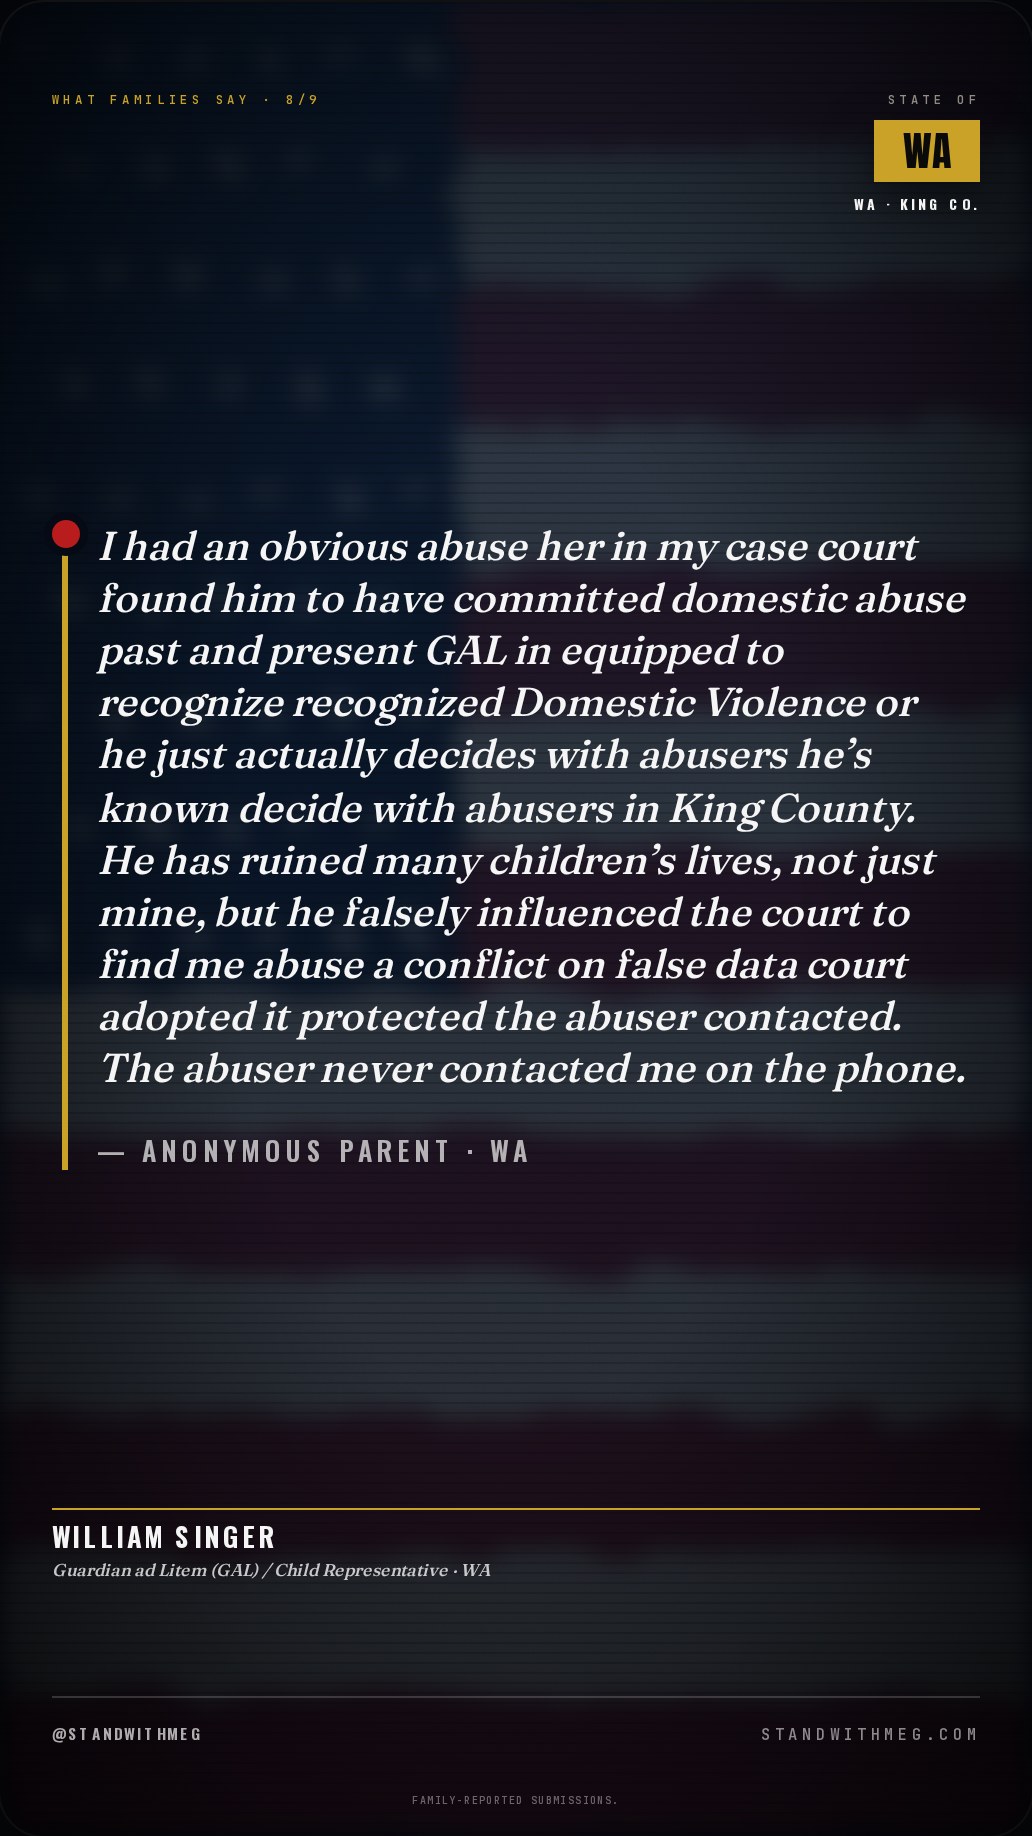 WHAT FAMILIES SAY · 8/9
STATE OF
WA
WA · KING CO.
I had an obvious abuse her in my case court
found him to have committed domestic abuse
past and present GAL in equipped to
recognize recognized Domestic Violence or
he just actually decides with abusers he’s
known decide with abusers in King County.
He has ruined many children’s lives, not just
mine, but he falsely influenced the court to
find me abuse a conflict on false data court
adopted it protected the abuser contacted.
The abuser never contacted me on the phone.
— ANONYMOUS PARENT · WA
WILLIAM SINGER
Guardian ad Litem (GAL) / Child Representative · WA
@STANDWITHMEG
STANDWITHMEG.COM
FAMILY-REPORTED SUBMISSIONS.